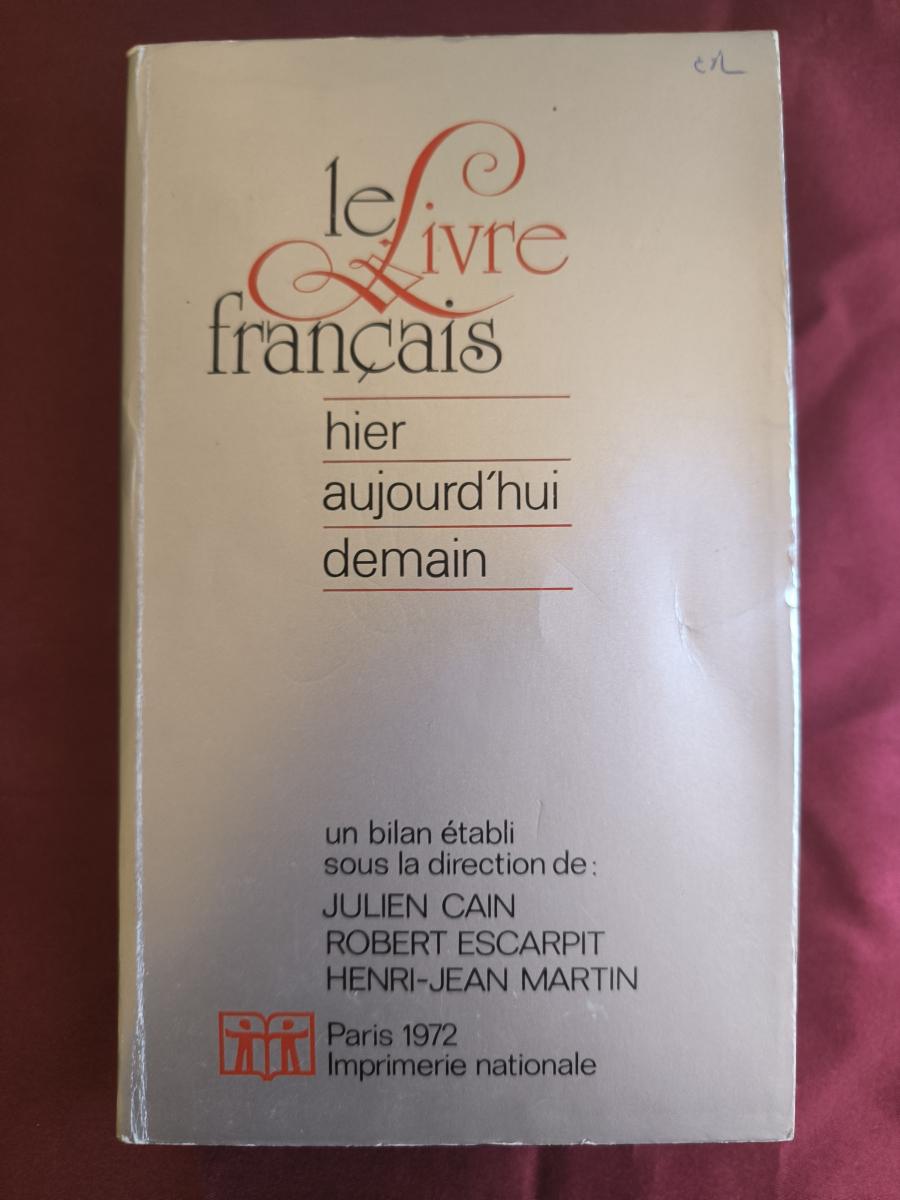 le Livre
français
hier
aujourd'hui
demain
un bilan établi
sous la direction de :
JULIEN CAIN
ROBERT ESCARPIT
HENRI-JEAN MARTIN
Paris 1972
Imprimerie nationale